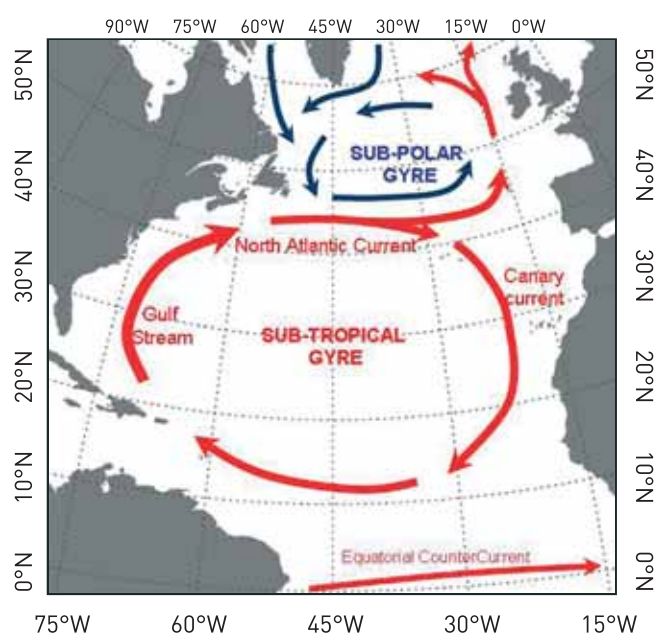 90°W 75°W 60°W 45°W 30°W 15°W 0°W
50°N 50°N
40°N 40°N
30°N 30°N
20°N 20°N
10°N 10°N
0°N 0°N
SUB-POLAR
GYRE
North Atlantic Current
Canary
current
Gulf
Stream
SUB-TROPICAL
GYRE
Equatorial CounterCurrent
75°W 60°W 45°W 30°W 15°W